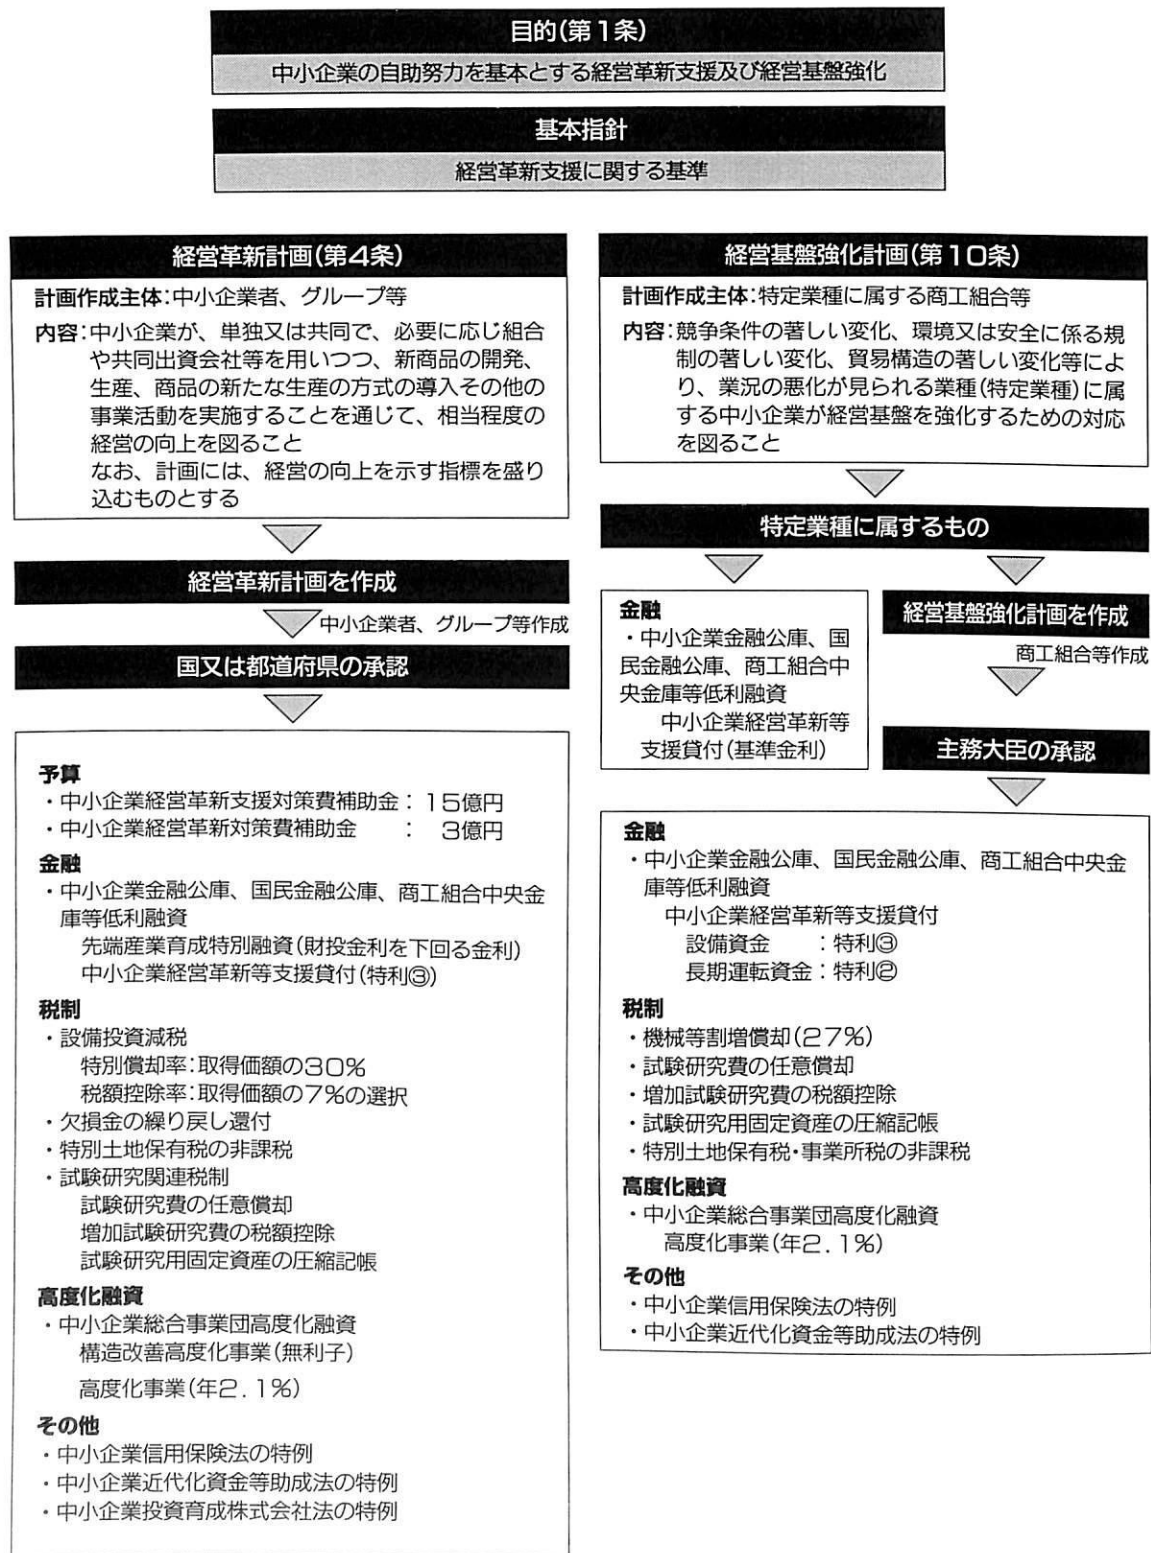 目的(第1条)
中小企業の自助努力を基本とする経営革新支援及び経営基盤強化
基本指針
経営革新支援に関する基準
経営革新計画(第4条)
計画作成主体:中小企業者、グループ等
内容:中小企業が、単独又は共同で、必要に応じ組合
や共同出資会社等を用いつつ、新商品の開発、
生産、商品の新たな生産の方式の導入その他の
事業活動を実施することを通じて、相当程度の
経営の向上を図ること
なお、計画には、経営の向上を示す指標を盛り
込むものとする
経営革新計画を作成
中小企業者、グループ等作成
国又は都道府県の承認
予算
・中小企業経営革新支援対策費補助金:15億円
・中小企業経営革新対策費補助金:3億円
金融
・中小企業金融公庫、国民金融公庫、商工組合中央金
庫等低利融資
先端産業育成特別融資(財投金利を下回る金利)
中小企業経営革新等支援貸付(特利③)
税制
・設備投資減税
特別償却率:取得価額の30%
税額控除率:取得価額の7%の選択
・欠損金の繰り戻し還付
・特別土地保有税の非課税
・試験研究関連税制
試験研究費の任意償却
増加試験研究費の税額控除
試験研究用固定資産の圧縮記帳
高度化融資
・中小企業総合事業団高度化融資
構造改善高度化事業(無利子)
高度化事業(年2.1%)
その他
・中小企業信用保険法の特例
・中小企業近代化資金等助成法の特例
・中小企業投資育成株式会社法の特例
経営基盤強化計画(第10条)
計画作成主体:特定業種に属する商工組合等
内容:競争条件の著しい変化、環境又は安全に係る規
制の著しい変化、貿易構造の著しい変化等によ
り、業況の悪化が見られる業種(特定業種)に属
する中小企業が経営基盤を強化するための対応
を図ること
特定業種に属するもの
金融
・中小企業金融公庫、国
民金融公庫、商工組合中
央金庫等低利融資
中小企業経営革新等
支援貸付(基準金利)
経営基盤強化計画を作成
商工組合等作成
主務大臣の承認
金融
・中小企業金融公庫、国民金融公庫、商工組合中央金
庫等低利融資
中小企業経営革新等支援貸付
設備資金:特利③
長期運転資金:特利②
税制
・機械等割増償却(27%)
・試験研究費の任意償却
・増加試験研究費の税額控除
・試験研究用固定資産の圧縮記帳
・特別土地保有税・事業所税の非課税
高度化融資
・中小企業総合事業団高度化融資
高度化事業(年2.1%)
その他
・中小企業信用保険法の特例
・中小企業近代化資金等助成法の特例